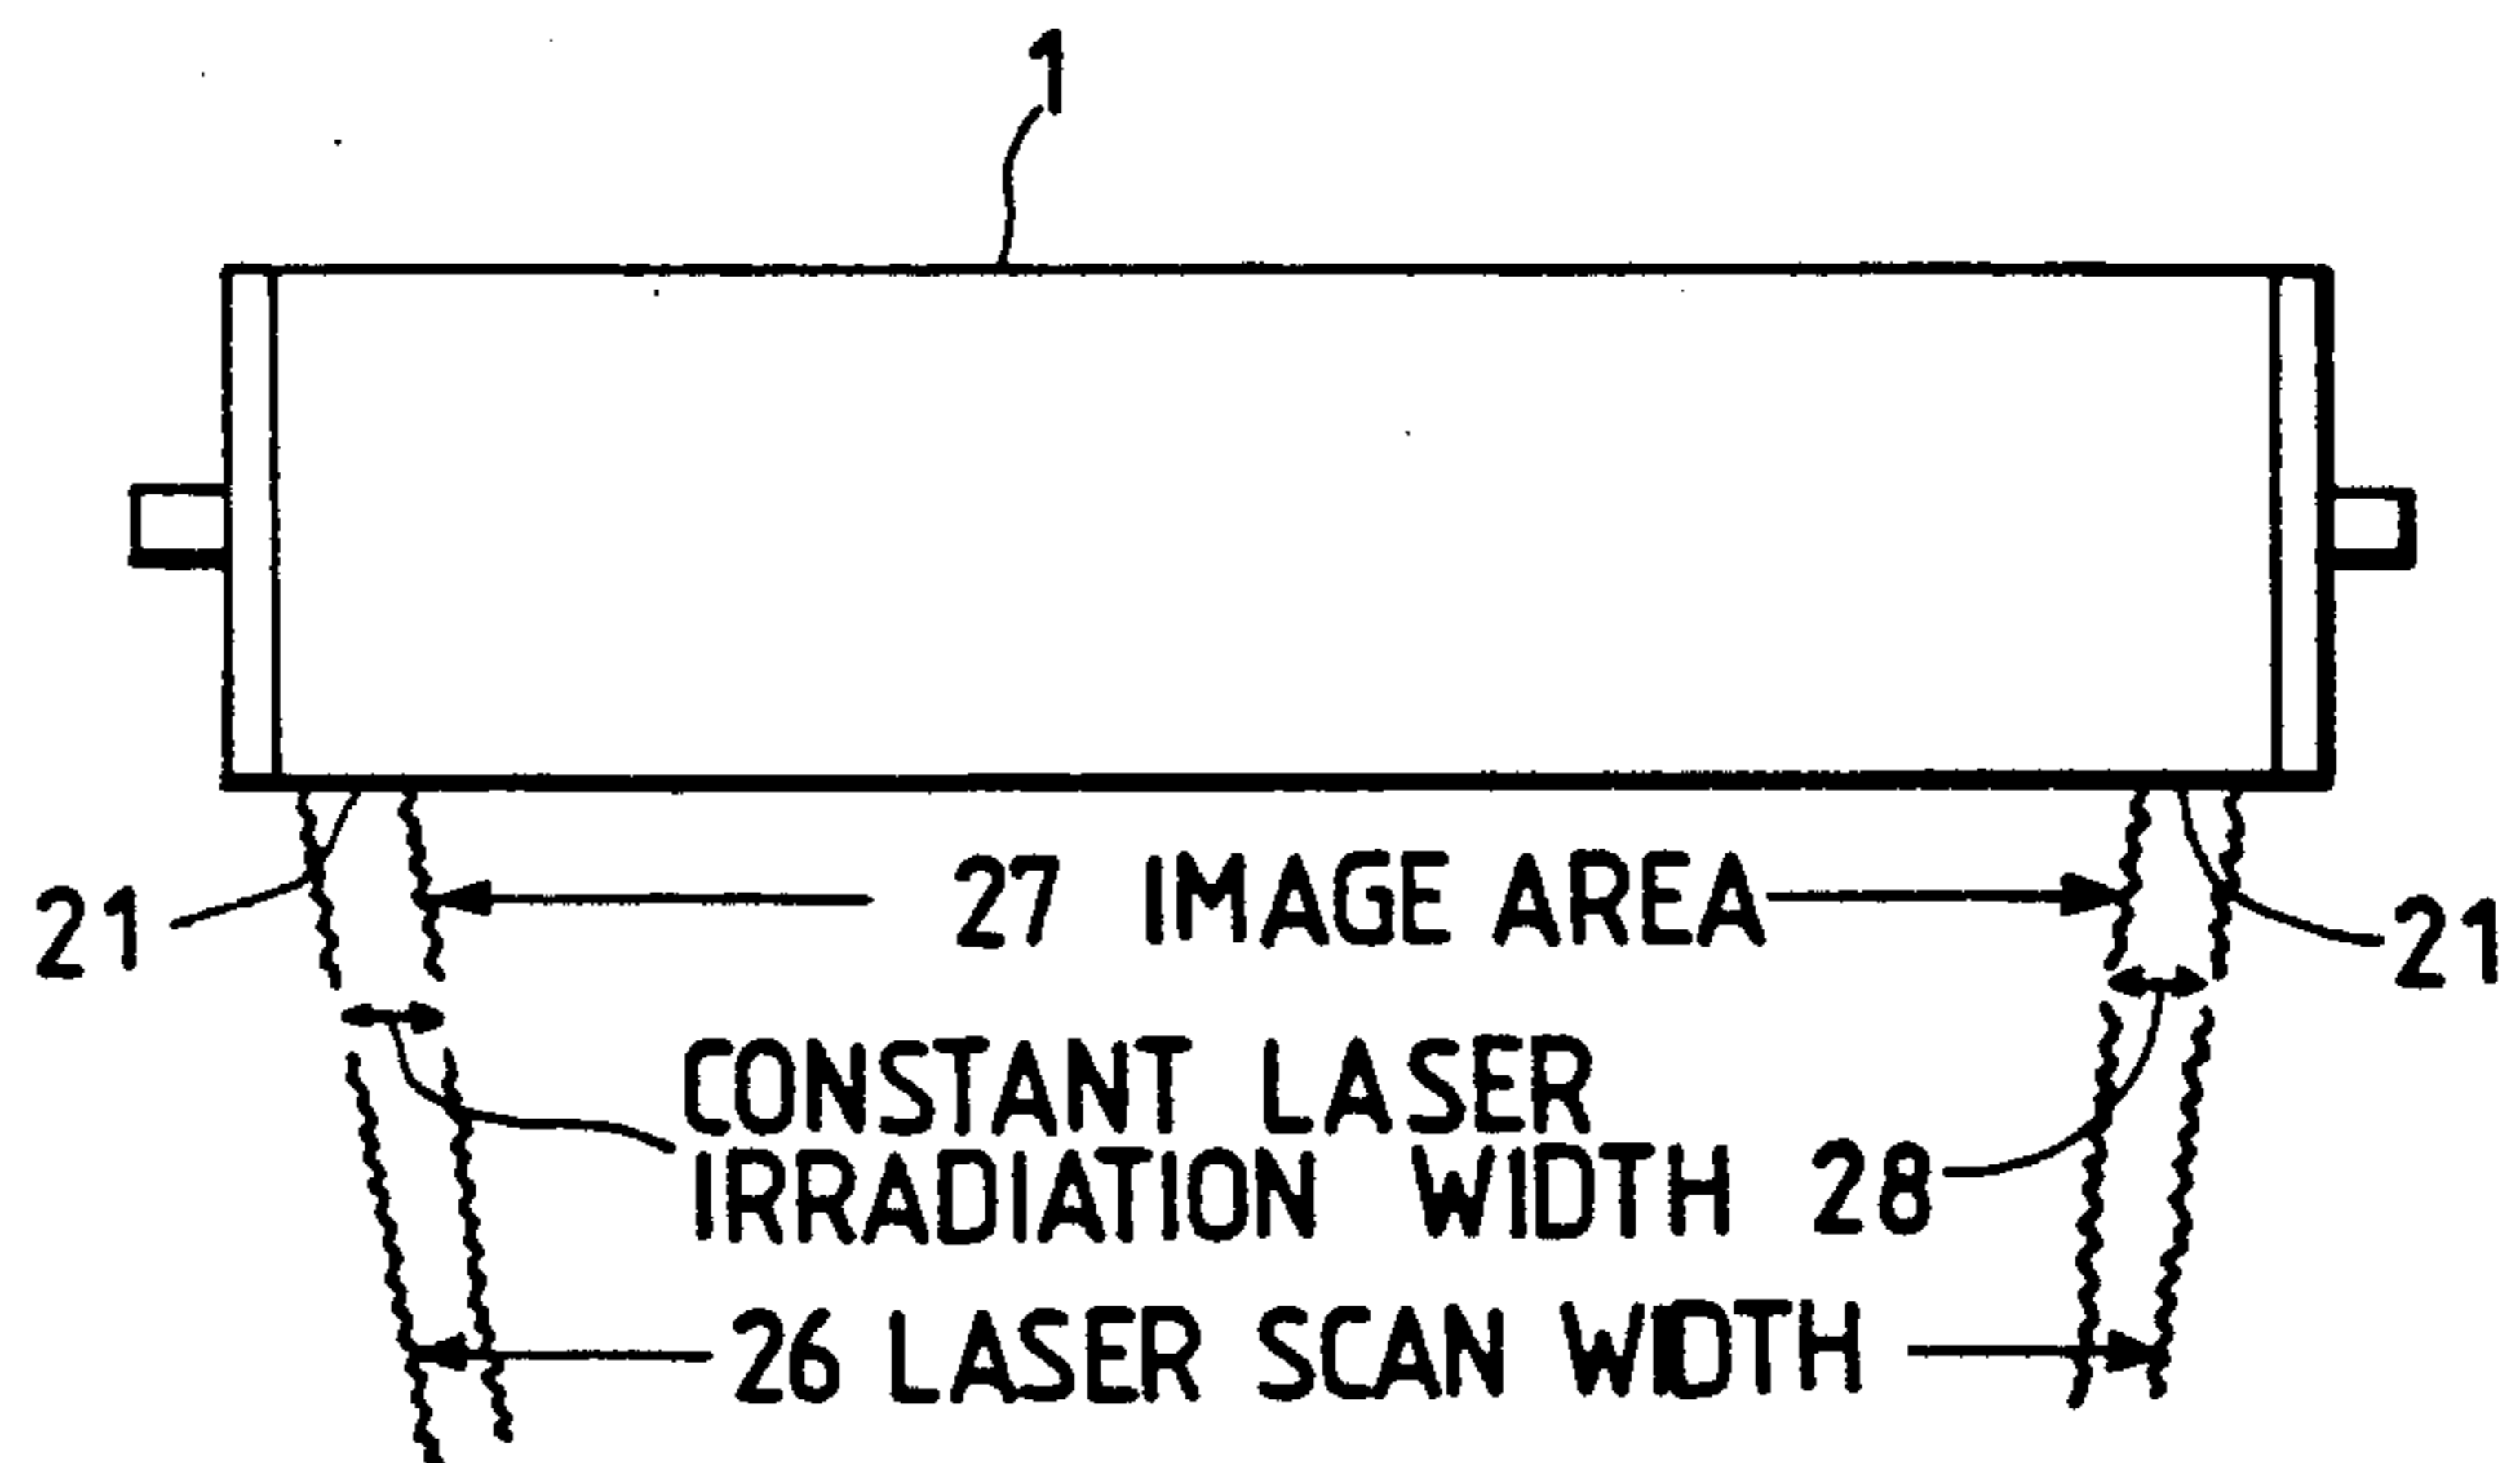 1
27 IMAGE AREA
21
21
CONSTANT LASER
IRRADIATION WIDTH 28
26 LASER SCAN WIDTH